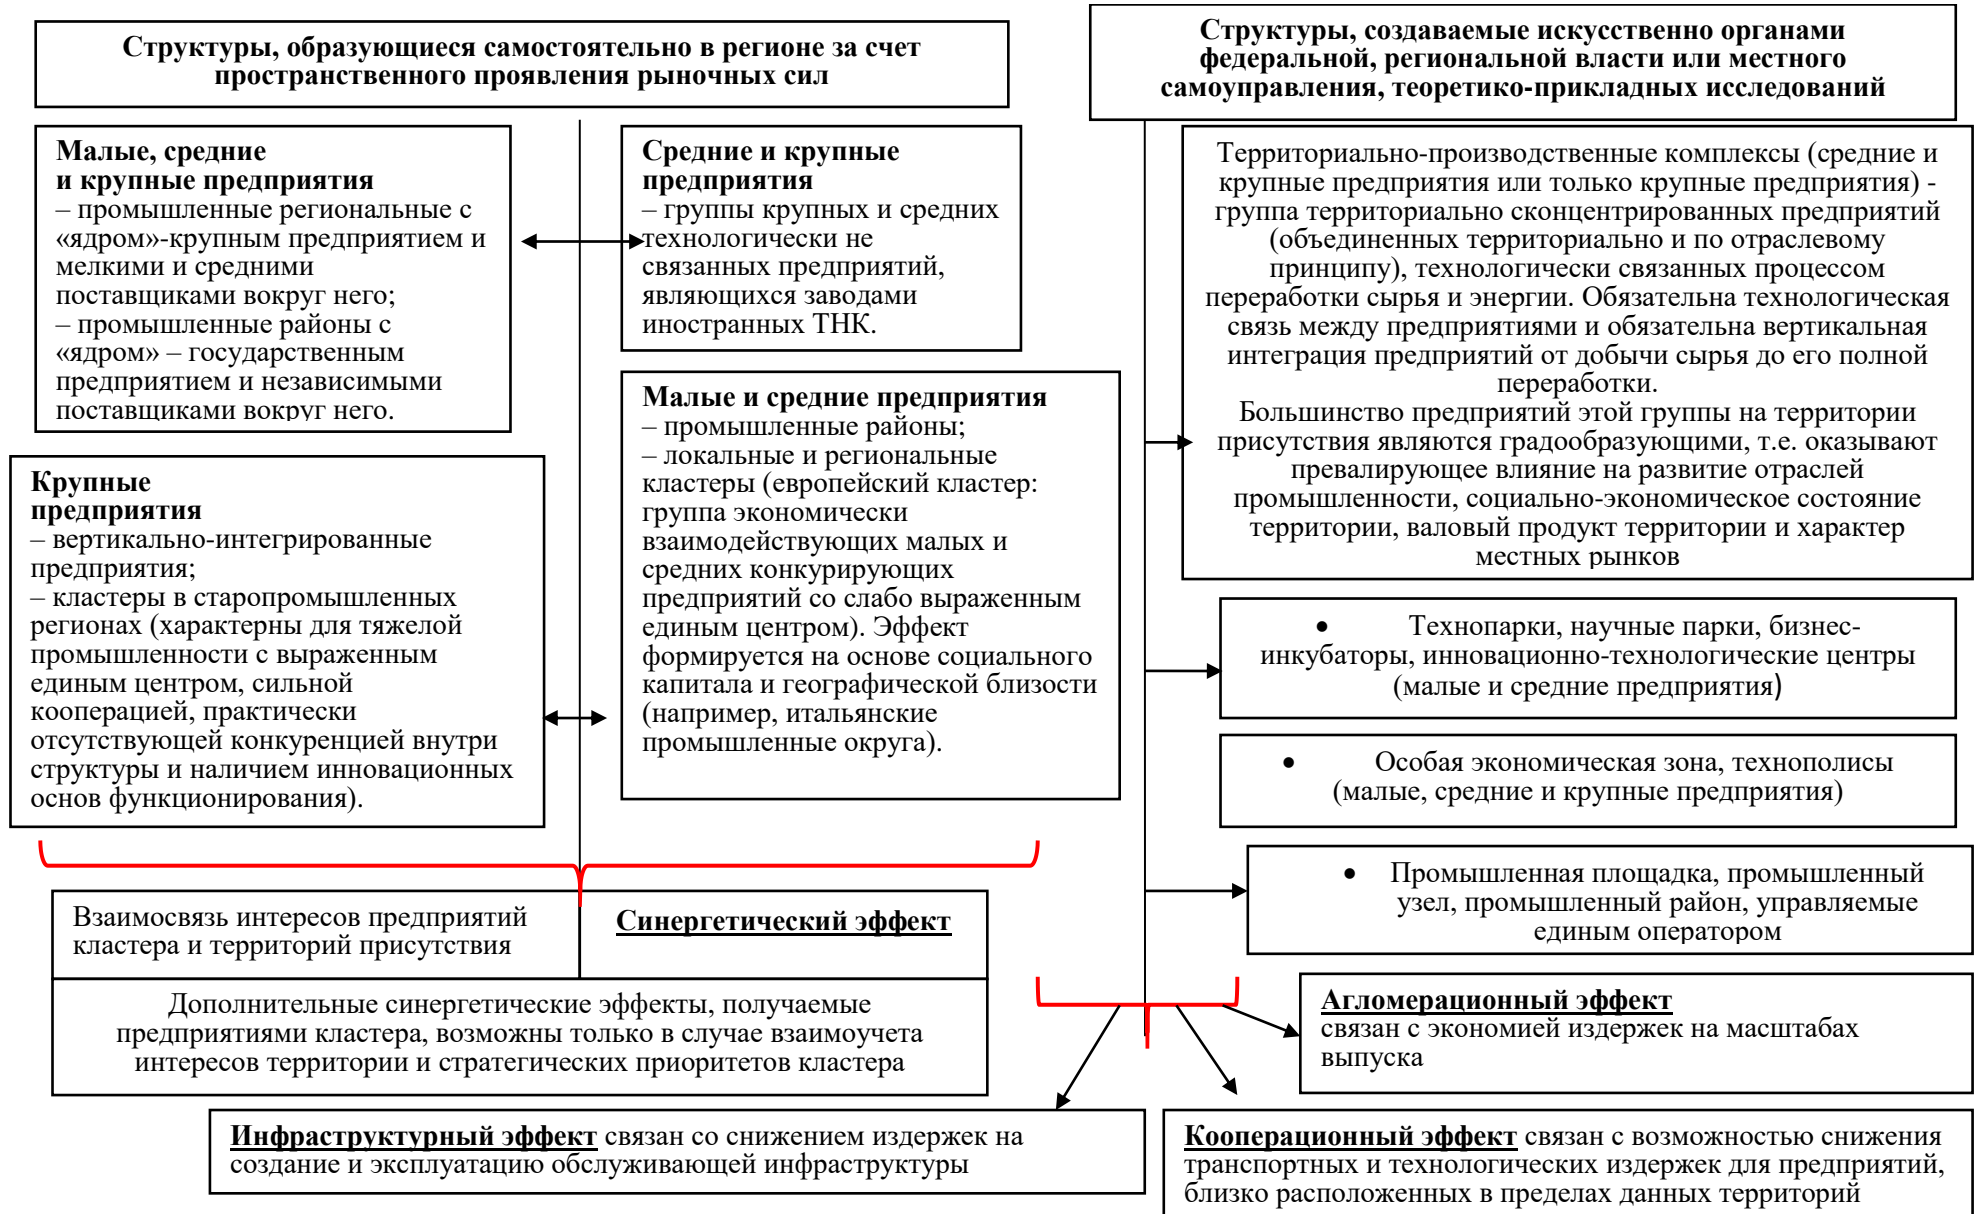 Структуры, образующиеся самостоятельно в регионе за счет
пространственного проявления рыночных сил
Структуры, создаваемые искусственно органами
федеральной, региональной власти или местного
самоуправления, теоретико-прикладных исследований
Малые, средние
и крупные предприятия
– промышленные региональные с
«ядром»-крупным предприятием и
мелкими и средними
поставщиками вокруг него;
– промышленные районы с
«ядром» – государственным
предприятием и независимыми
поставщиками вокруг него.
Средние и крупные
предприятия
– группы крупных и средних
технологически не
связанных предприятий,
являющихся заводами
иностранных ТНК.
Крупные
предприятия
– вертикально-интегрированные
предприятия;
– кластеры в старопромышленных
регионах (характерны для тяжелой
промышленности с выраженным
единым центром, сильной
кооперацией, практически
отсутствующей конкуренцией внутри
структуры и наличием инновационных
основ функционирования).
Малые и средние предприятия
– промышленные районы;
– локальные и региональные
кластеры (европейский кластер:
группа экономически
взаимодействующих малых и
средних конкурирующих
предприятий со слабо выраженным
единым центром). Эффект
формируется на основе социального
капитала и географической близости
(например, итальянские
промышленные округа).
Территориально-производственные комплексы (средние и
крупные предприятия или только крупные предприятия) -
группа территориально сконцентрированных предприятий
(объединенных территориально и по отраслевому
принципу), технологически связанных процессом
переработки сырья и энергии. Обязательна технологическая
связь между предприятиями и обязательна вертикальная
интеграция предприятий от добычи сырья до его полной
переработки.
Большинство предприятий этой группы на территории
присутствия являются градообразующими, т.е. оказывают
превалирующее влияние на развитие отраслей
промышленности, социально-экономическое состояние
территории, валовый продукт территории и характер
местных рынков
• Технопарки, научные парки, бизнес-
инкубаторы, инновационно-технологические центры
(малые и средние предприятия)
• Особая экономическая зона, технополисы
(малые, средние и крупные предприятия)
• Промышленная площадка, промышленный
узел, промышленный район, управляемые
единым оператором
Взаимосвязь интересов предприятий
кластера и территорий присутствия
Синергетический эффект
Дополнительные синергетические эффекты, получаемые
предприятиями кластера, возможны только в случае взаимоучета
интересов территории и стратегических приоритетов кластера
Агломерационный эффект
связан с экономией издержек на масштабах
выпуска
Инфраструктурный эффект связан со снижением издержек на
создание и эксплуатацию обслуживающей инфраструктуры
Кооперационный эффект связан с возможностью снижения
транспортных и технологических издержек для предприятий,
близко расположенных в пределах данных территорий